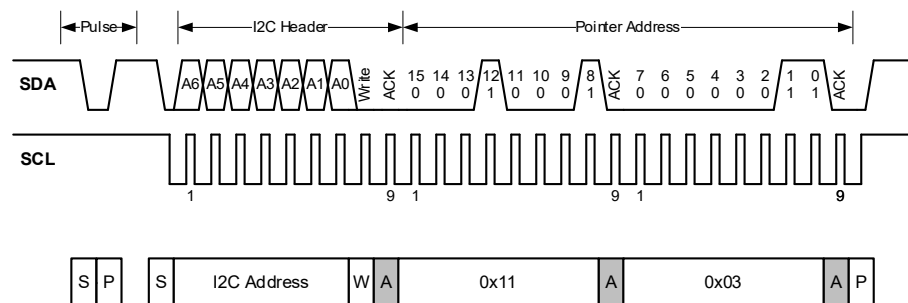 Pulse I2C Header Pointer Address
SDA A6 A5 A4 A3 A2 A1 A0 Write ACK 15 14 13 12 11 10 9 8 ACK 7 6 5 4 3 2 1 0 ACK
0 0 0 1 0 0 0 1 0 0 0 0 0 0 1 1
SCL
1 9 1 9 1 9
S P S I2C Address W A 0x11 A 0x03 A P